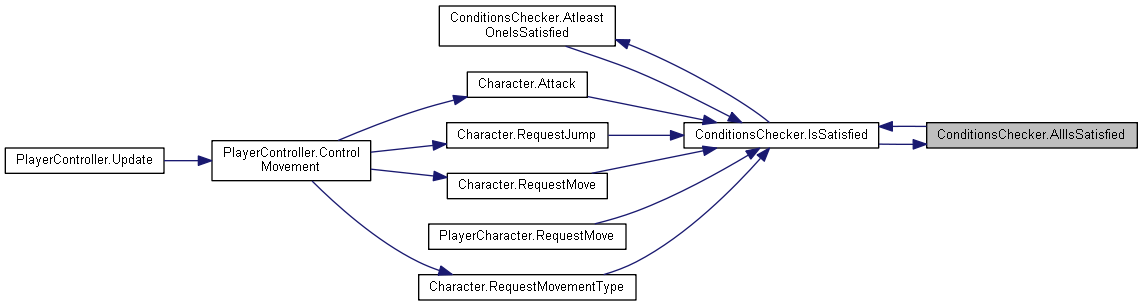 ConditionsChecker.Atleast
OneIsSatisfied
Character.Attack
Character.RequestJump
ConditionsChecker.IsSatisfied
ConditionsChecker.AllIsSatisfied
PlayerController.Update
PlayerController.Control
Movement
Character.RequestMove
PlayerCharacter.RequestMove
Character.RequestMovementType